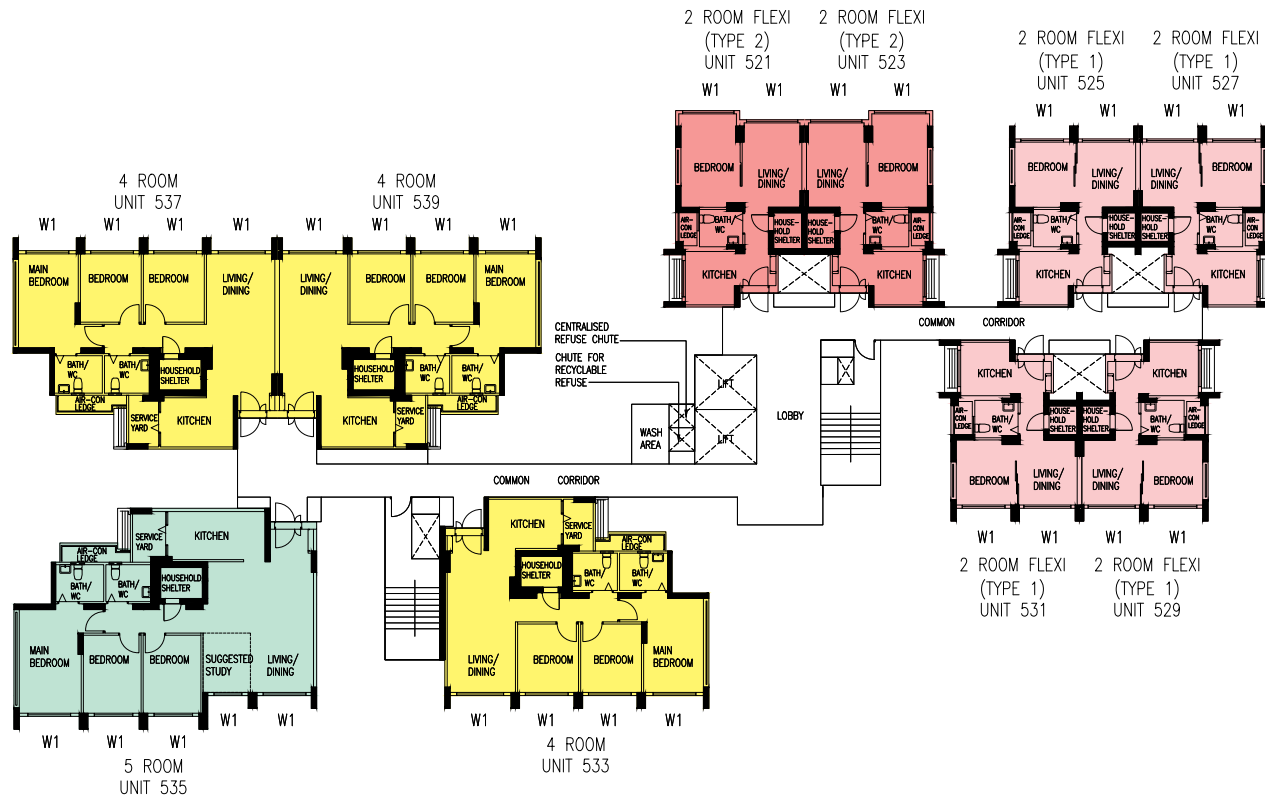 2 ROOM FLEXI
(TYPE 2)
UNIT 521
2 ROOM FLEXI
(TYPE 2)
UNIT 523
2 ROOM FLEXI
(TYPE 1)
UNIT 525
2 ROOM FLEXI
(TYPE 1)
UNIT 527
W1
W1
W1
W1
W1
W1
W1
W1
BEDROOM
LIVING/
DINING
LIVING/
DINING
BEDROOM
BEDROOM
LIVING/
DINING
LIVING/
DINING
BEDROOM
AIR-
CON
LEDGE
BATH/
WC
HOUSE-
HOLD
SHELTER
HOUSE-
HOLD
SHELTER
BATH/
WC
AIR-
CON
LEDGE
AIR-
CON
LEDGE
BATH/
WC
HOUSE-
HOLD
SHELTER
HOUSE-
HOLD
SHELTER
BATH/
WC
AIR-
CON
LEDGE
KITCHEN
KITCHEN
KITCHEN
KITCHEN
4 ROOM
UNIT 537
4 ROOM
UNIT 539
W1
W1
W1
W1
W1
W1
W1
W1
MAIN
BEDROOM
BEDROOM
BEDROOM
LIVING/
DINING
LIVING/
DINING
BEDROOM
BEDROOM
MAIN
BEDROOM
BATH/
WC
BATH/
WC
HOUSEHOLD
SHELTER
HOUSEHOLD
SHELTER
BATH/
WC
BATH/
WC
AIR-CON
LEDGE
SERVICE
YARD
KITCHEN
KITCHEN
SERVICE
YARD
AIR-CON
LEDGE
CENTRALISED
REFUSE CHUTE
CHUTE FOR
RECYCLABLE
REFUSE
WASH
AREA
LIFT
LIFT
LOBBY
COMMON CORRIDOR
COMMON CORRIDOR
KITCHEN
KITCHEN
AIR-
CON
LEDGE
BATH/
WC
HOUSE-
HOLD
SHELTER
HOUSE-
HOLD
SHELTER
BATH/
WC
AIR-
CON
LEDGE
BEDROOM
LIVING/
DINING
LIVING/
DINING
BEDROOM
W1
W1
W1
W1
2 ROOM FLEXI
(TYPE 1)
UNIT 531
2 ROOM FLEXI
(TYPE 1)
UNIT 529
SERVICE
YARD
KITCHEN
AIR-CON
LEDGE
BATH/
WC
BATH/
WC
HOUSEHOLD
SHELTER
MAIN
BEDROOM
BEDROOM
BEDROOM
SUGGESTED
STUDY
LIVING/
DINING
W1
W1
W1
W1
W1
5 ROOM
UNIT 535
KITCHEN
SERVICE
YARD
AIR-CON
LEDGE
HOUSEHOLD
SHELTER
BATH/
WC
BATH/
WC
LIVING/
DINING
BEDROOM
BEDROOM
MAIN
BEDROOM
W1
W1
W1
W1
4 ROOM
UNIT 533